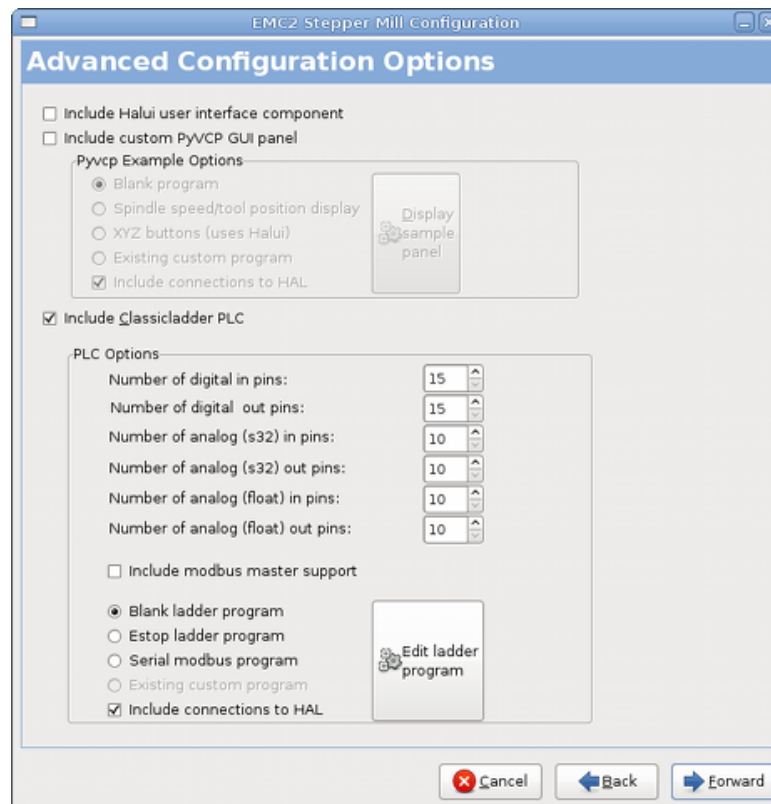 EMC2 Stepper Mill Configuration
Advanced Configuration Options
Include Halui user interface component
Include custom PyVCP GUI panel
Pyvcp Example Options
Blank program
Spindle speed/tool position display
XYZ buttons (uses Halui)
Existing custom program
Include connections to HAL
Display
sample
panel
Include Classicladder PLC
PLC Options
Number of digital in pins: 15
Number of digital out pins: 15
Number of analog (s32) in pins: 10
Number of analog (s32) out pins: 10
Number of analog (float) in pins: 10
Number of analog (float) out pins: 10
Include modbus master support
Blank ladder program
Estop ladder program
Serial modbus program
Existing custom program
Include connections to HAL
Edit ladder
program
Cancel Back Forward